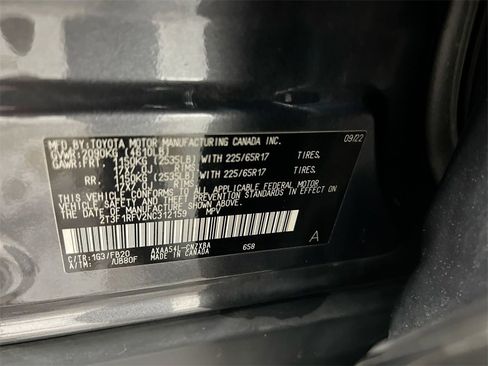 MFD.BY:TOYOTA MOTOR MANUFACTURING CANADA INC. 09/22
GVWR:2090KG (4610LB)
GAWR:FRT 1150KG (2535LB) WITH 225/65R17 TIRES,
17X7.0J RIMS
RR. 1150KG (2535LB) WITH 225/65R17 TIRES,
17X7.0J RIMS
THIS VEHICLE CONFORMS TO ALL APPLICABLE FEDERAL MOTOR
VEHICLE SAFETY AND THEFT PREVENTION STANDARDS IN EFFECT
ON THE DATE OF MANUFACTURE SHOWN ABOVE.
MPV
AXAA54L-CNZXBA 658
MADE IN CANADA A
C/TR:1G3/FB20
A/TM: /UB80F